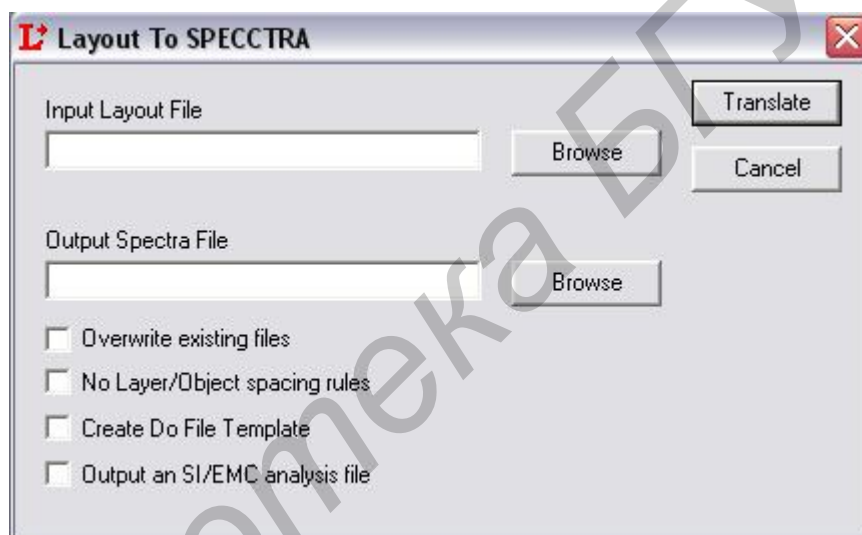 Layout To SPECCTRA
Input Layout File
Browse
Translate
Cancel
Output Spectra File
Browse
Overwrite existing files
No Layer/Object spacing rules
Create Do File Template
Output an SI/EMC analysis file